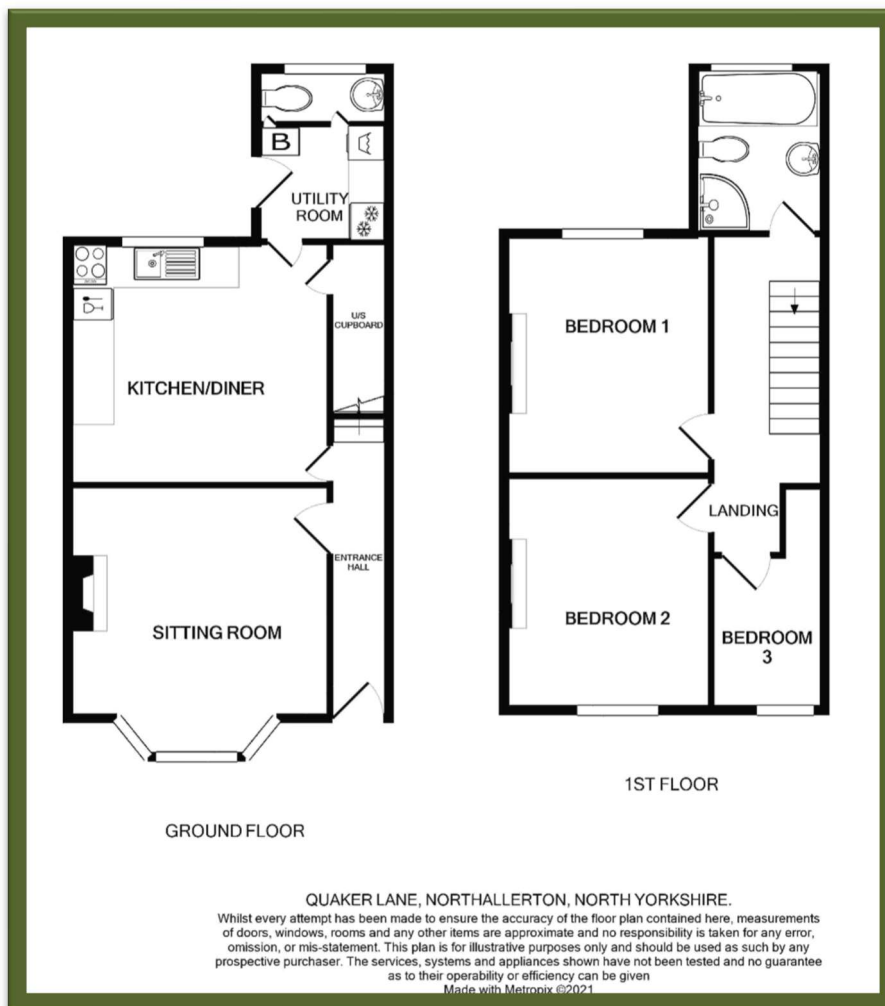 B
UTILITY
ROOM
U/S
CUPBOARD
KITCHEN/DINER
ENTRANCE
HALL
SITTING ROOM
GROUND FLOOR
BEDROOM 1
LANDING
BEDROOM 2
BEDROOM
3
1ST FLOOR
QUAKER LANE, NORTHALLERTON, NORTH YORKSHIRE.
Whilst every attempt has been made to ensure the accuracy of the floor plan contained here, measurements
of doors, windows, rooms and any other items are approximate and no responsibility is taken for any error,
omission, or mis-statement. This plan is for illustrative purposes only and should be used as such by any
prospective purchaser. The services, systems and appliances shown have not been tested and no guarantee
as to their operability or efficiency can be given
Made with Metropix ©2021